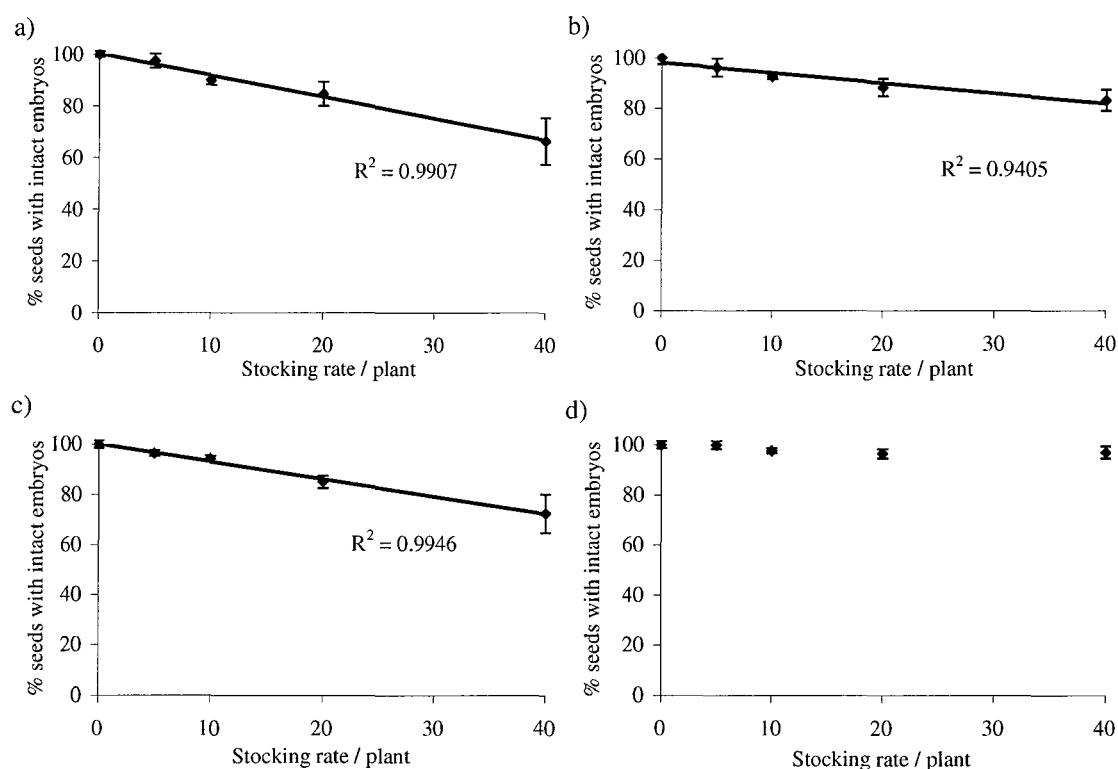 a)
% seeds with intact embryos
100
80
60
40
20
0
R² = 0.9907
0 10 20 30 40
Stocking rate / plant
b)
% seeds with intact embryos
100
80
60
40
20
0
R² = 0.9405
0 10 20 30 40
Stocking rate / plant
c)
% seeds with intact embryos
100
80
60
40
20
0
R² = 0.9946
0 10 20 30 40
Stocking rate / plant
d)
% seeds with intact embryos
100
80
60
40
20
0
0 10 20 30 40
Stocking rate / plant